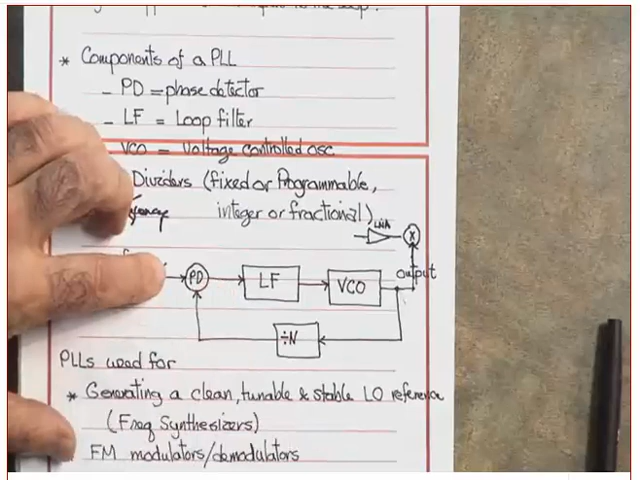 * Components of a PLL
- PD = phase detector
- LF = Loop filter
VCO = Voltage controlled osc
Dividers (fixed or Programmable,
integer or fractional)
LNA
X
output
PD
LF
VCO
÷N
PLLs used for
* Generating a clean, tunable & stable LO reference
(Freq Synthesizers)
FM modulators/demodulators